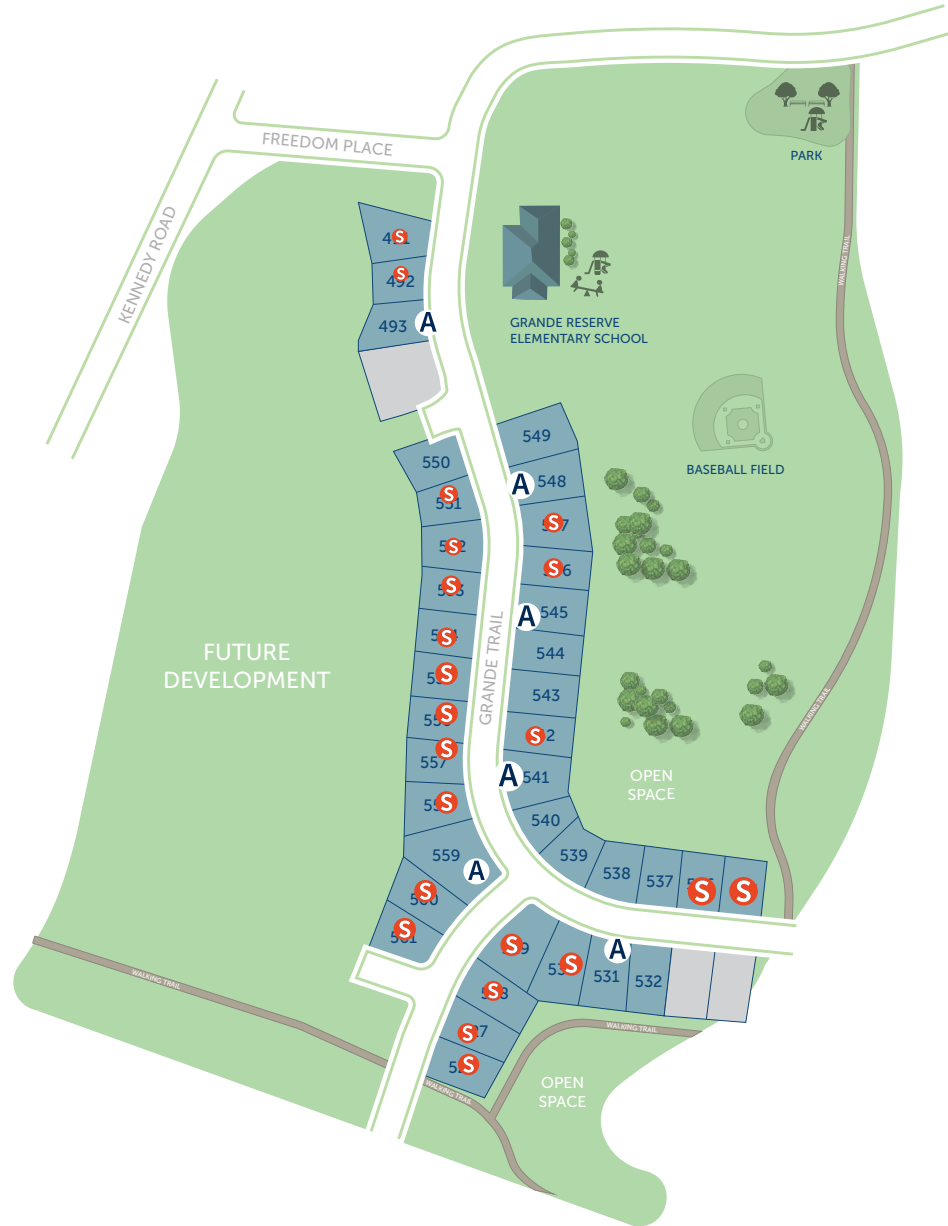 PARK
FREEDOM PLACE
KENNEDY ROAD
WALKING TRAIL
S
S
492
493
A
GRANDE RESERVE
ELEMENTARY SCHOOL
549
BASEBALL FIELD
550
548
A
S
S
S
S
S
S
545
A
GRANDE TRAIL
S
544
FUTURE
DEVELOPMENT
S
543
WALKING TRAIL
S
S
557
S
541
A
OPEN
SPACE
S
540
559
A
539
538
537
S
S
S
S
S
S
531
A
532
WALKING TRAIL
S
S
WALKING TRAIL
S
WALKING TRAIL
OPEN
SPACE